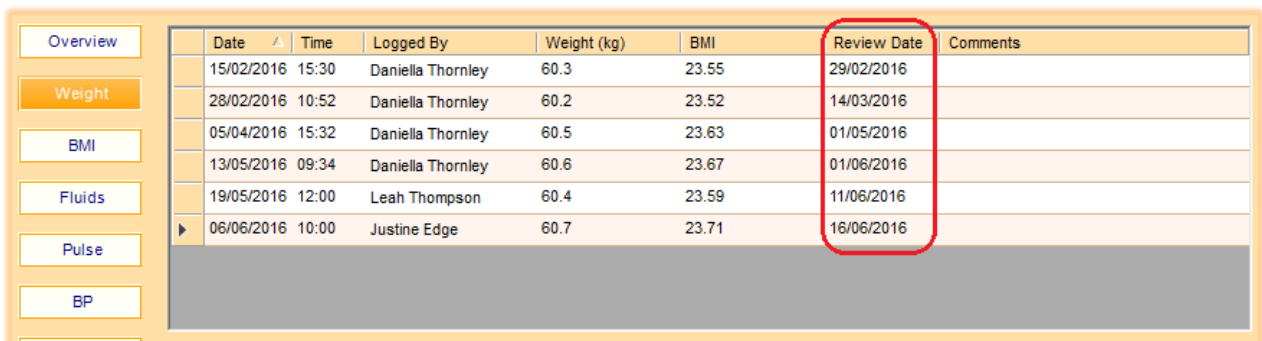 Overview
Weight
BMI
Fluids
Pulse
BP
Date Time Logged By Weight (kg) BMI Review Date Comments
15/02/2016 15:30 Daniella Thornley 60.3 23.55 29/02/2016
28/02/2016 10:52 Daniella Thornley 60.2 23.52 14/03/2016
05/04/2016 15:32 Daniella Thornley 60.5 23.63 01/05/2016
13/05/2016 09:34 Daniella Thornley 60.6 23.67 01/06/2016
19/05/2016 12:00 Leah Thompson 60.4 23.59 11/06/2016
06/06/2016 10:00 Justine Edge 60.7 23.71 16/06/2016